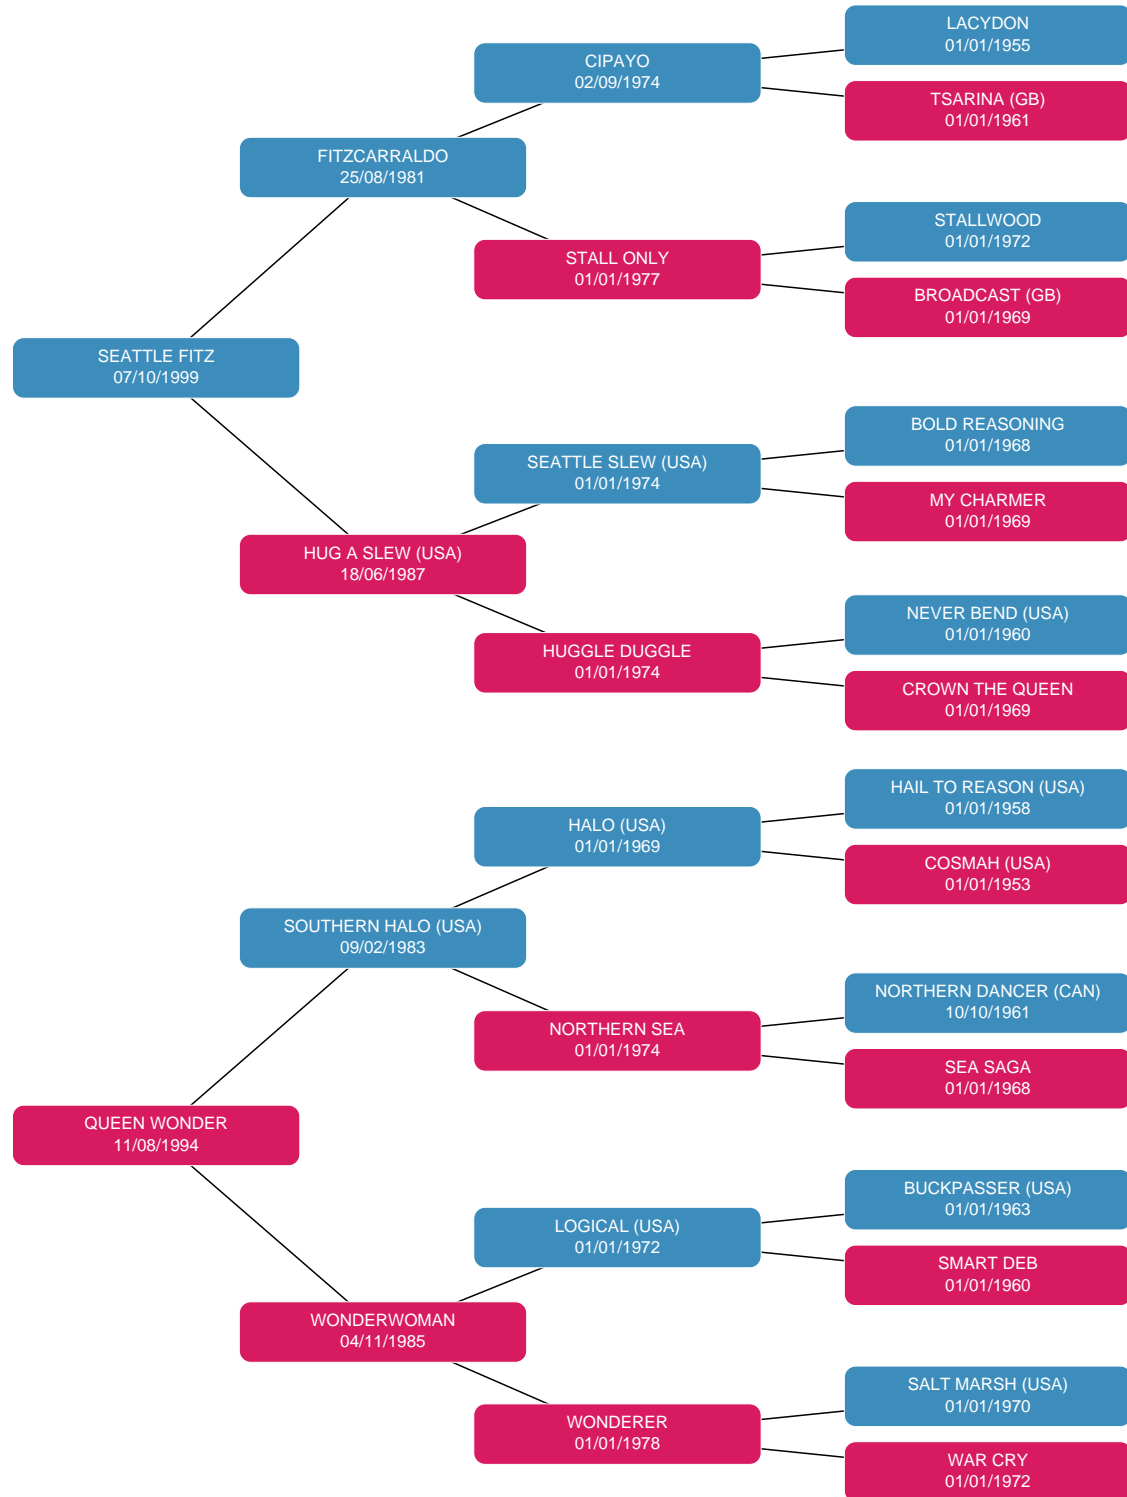 LACYDON
01/01/1955
CIPAYO
02/09/1974
TSARINA (GB)
01/01/1961
FITZCARRALDO
25/08/1981
STALLWOOD
01/01/1972
STALL ONLY
01/01/1977
BROADCAST (GB)
01/01/1969
SEATTLE FITZ
07/10/1999
BOLD REASONING
01/01/1968
SEATTLE SLEW (USA)
01/01/1974
MY CHARMER
01/01/1969
HUG A SLEW (USA)
18/06/1987
NEVER BEND (USA)
01/01/1960
HUGGLE DUGGLE
01/01/1974
CROWN THE QUEEN
01/01/1969
HAIL TO REASON (USA)
01/01/1958
HALO (USA)
01/01/1969
COSMAH (USA)
01/01/1953
SOUTHERN HALO (USA)
09/02/1983
NORTHERN DANCER (CAN)
10/10/1961
NORTHERN SEA
01/01/1974
SEA SAGA
01/01/1968
QUEEN WONDER
11/08/1994
BUCKPASSER (USA)
01/01/1963
LOGICAL (USA)
01/01/1972
SMART DEB
01/01/1960
WONDERWOMAN
04/11/1985
SALT MARSH (USA)
01/01/1970
WONDERER
01/01/1978
WAR CRY
01/01/1972